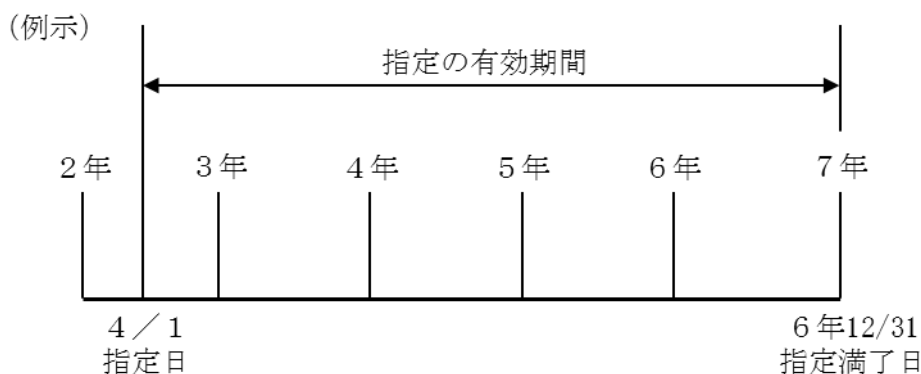 (例示)
指定の有効期間
2年
3年
4年
5年
6年
7年
4/1
指定日
6年12/31
指定満了日